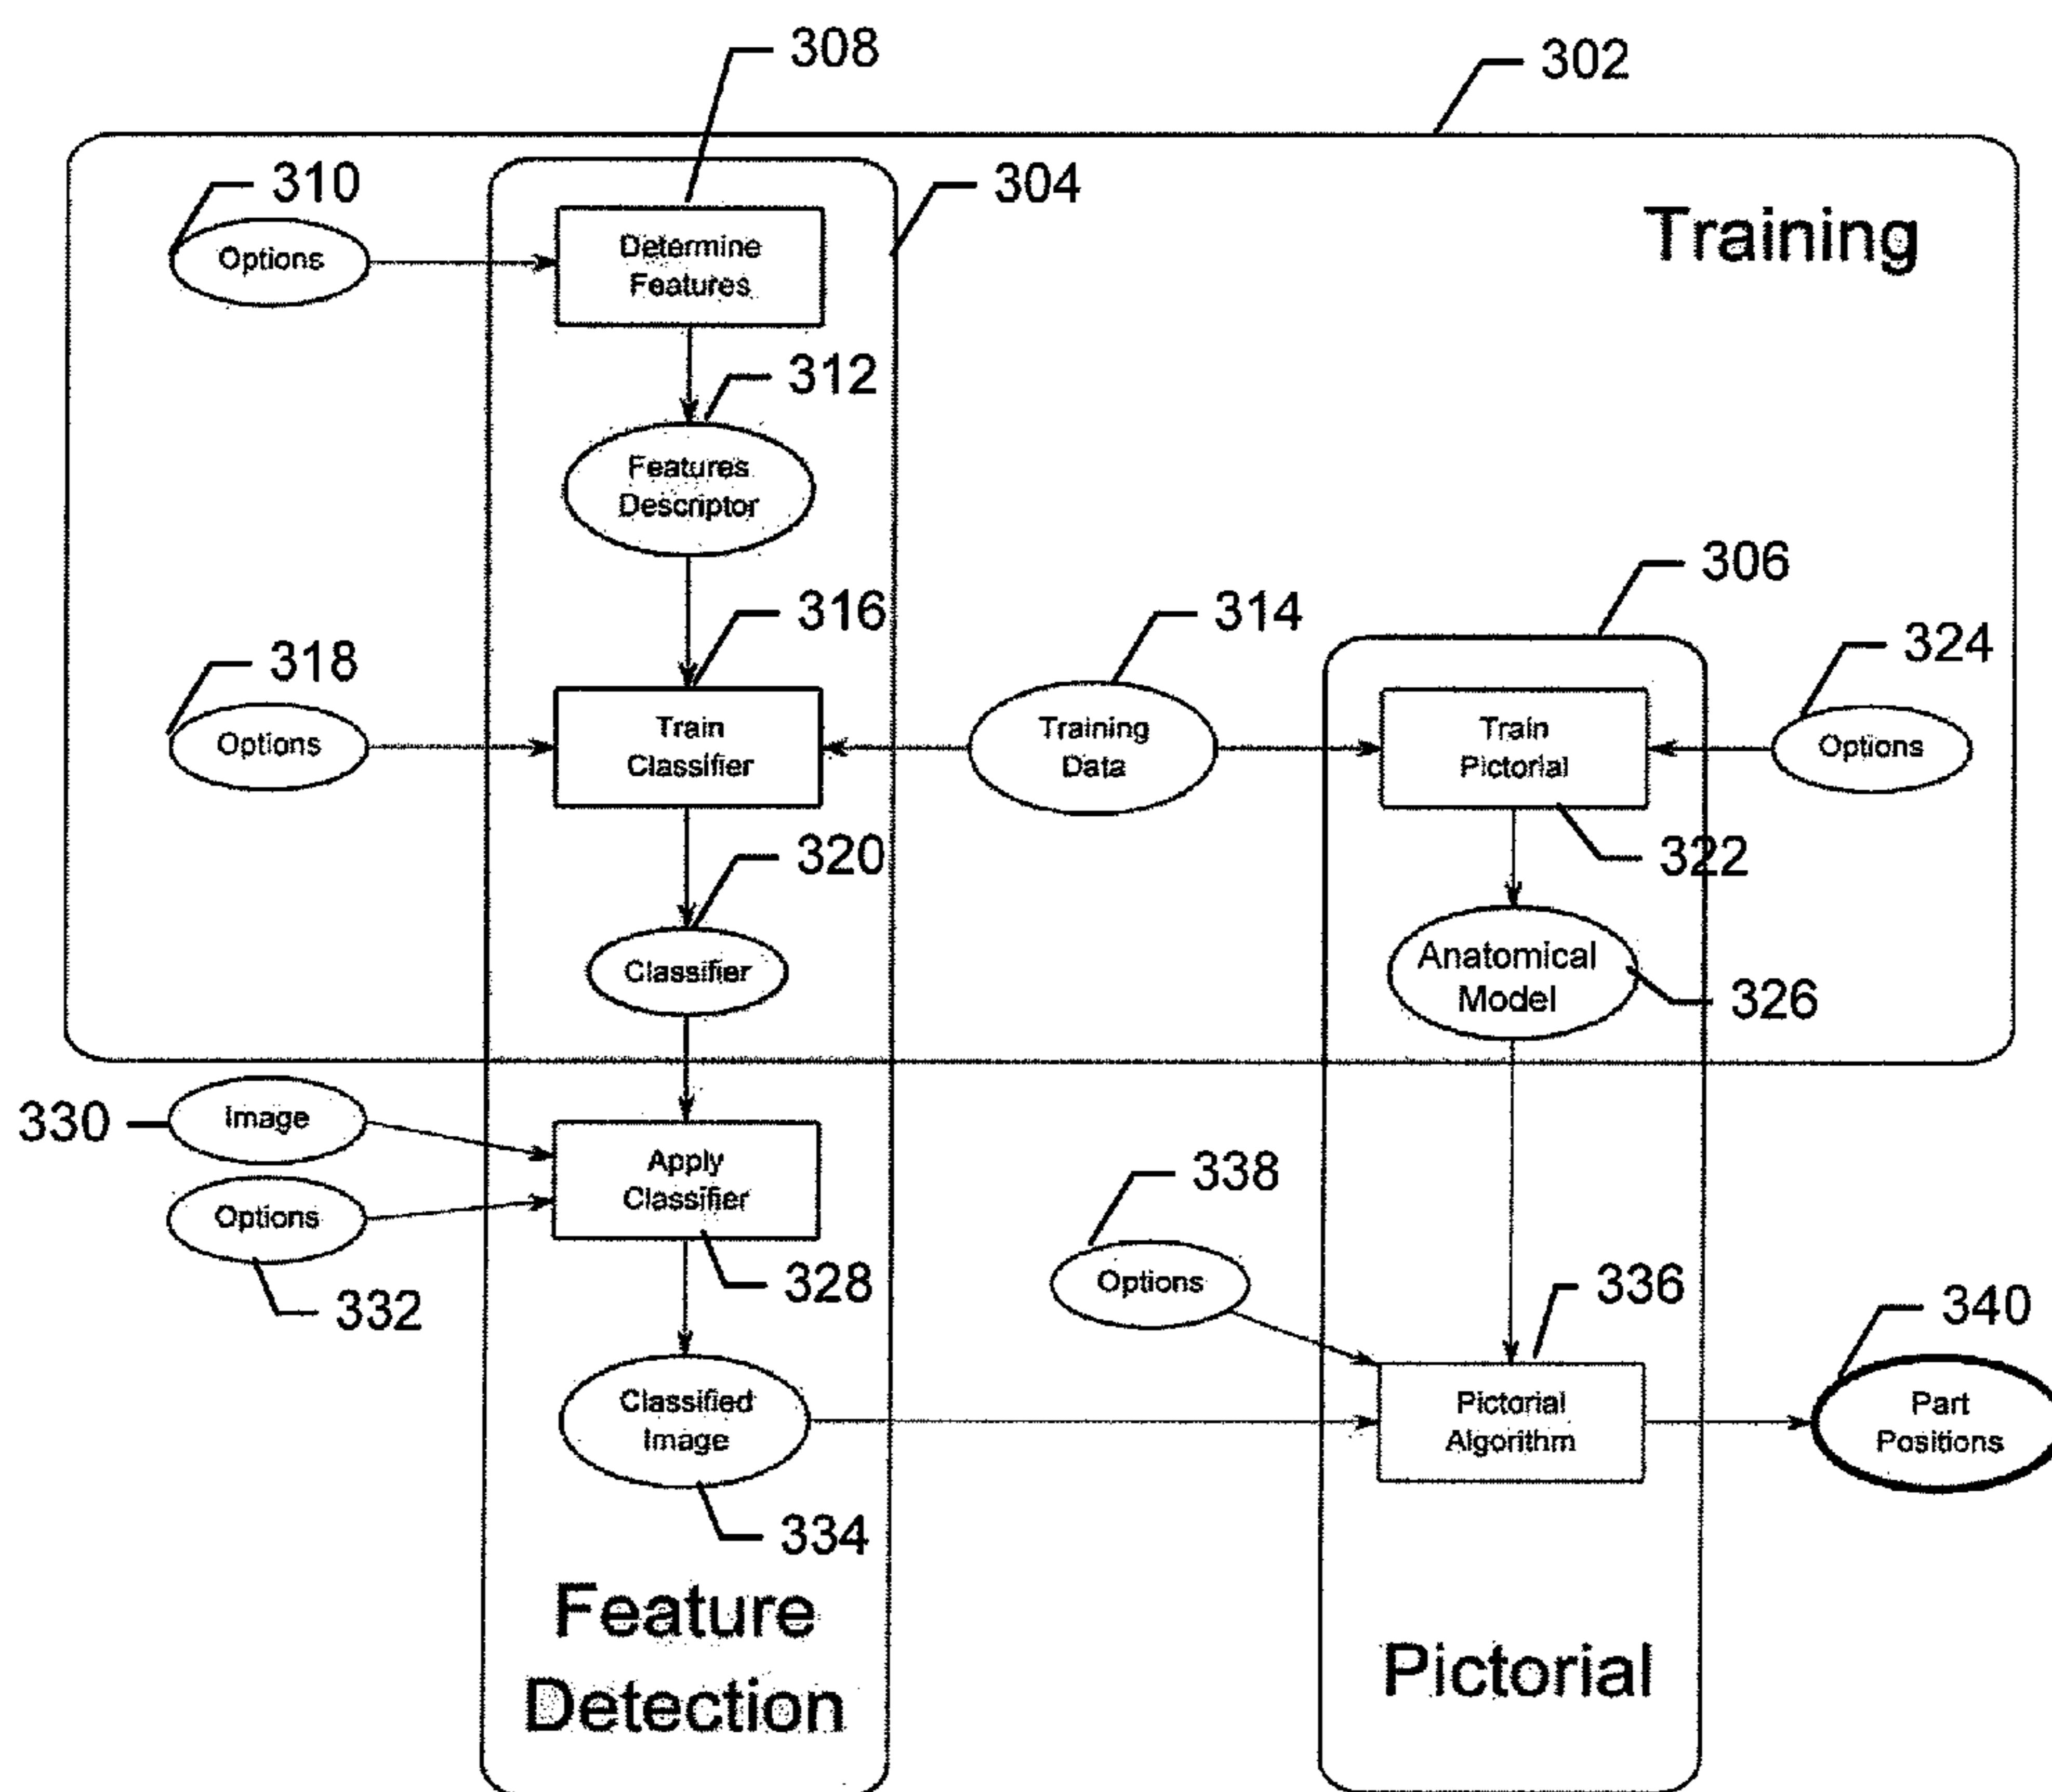 308
302
310
304
Options
Determine
Features
Training
312
Features
Descriptor
306
316
314
318
324
Options
Train
Classifier
Training
Data
Train
Pictorial
Options
320
322
Classifier
Anatomical
Model
326
330
Image
Apply
Classifier
338
Options
328
Options
336
332
340
Classified
Image
Pictorial
Algorithm
Part
Positions
334
Feature
Detection
Pictorial